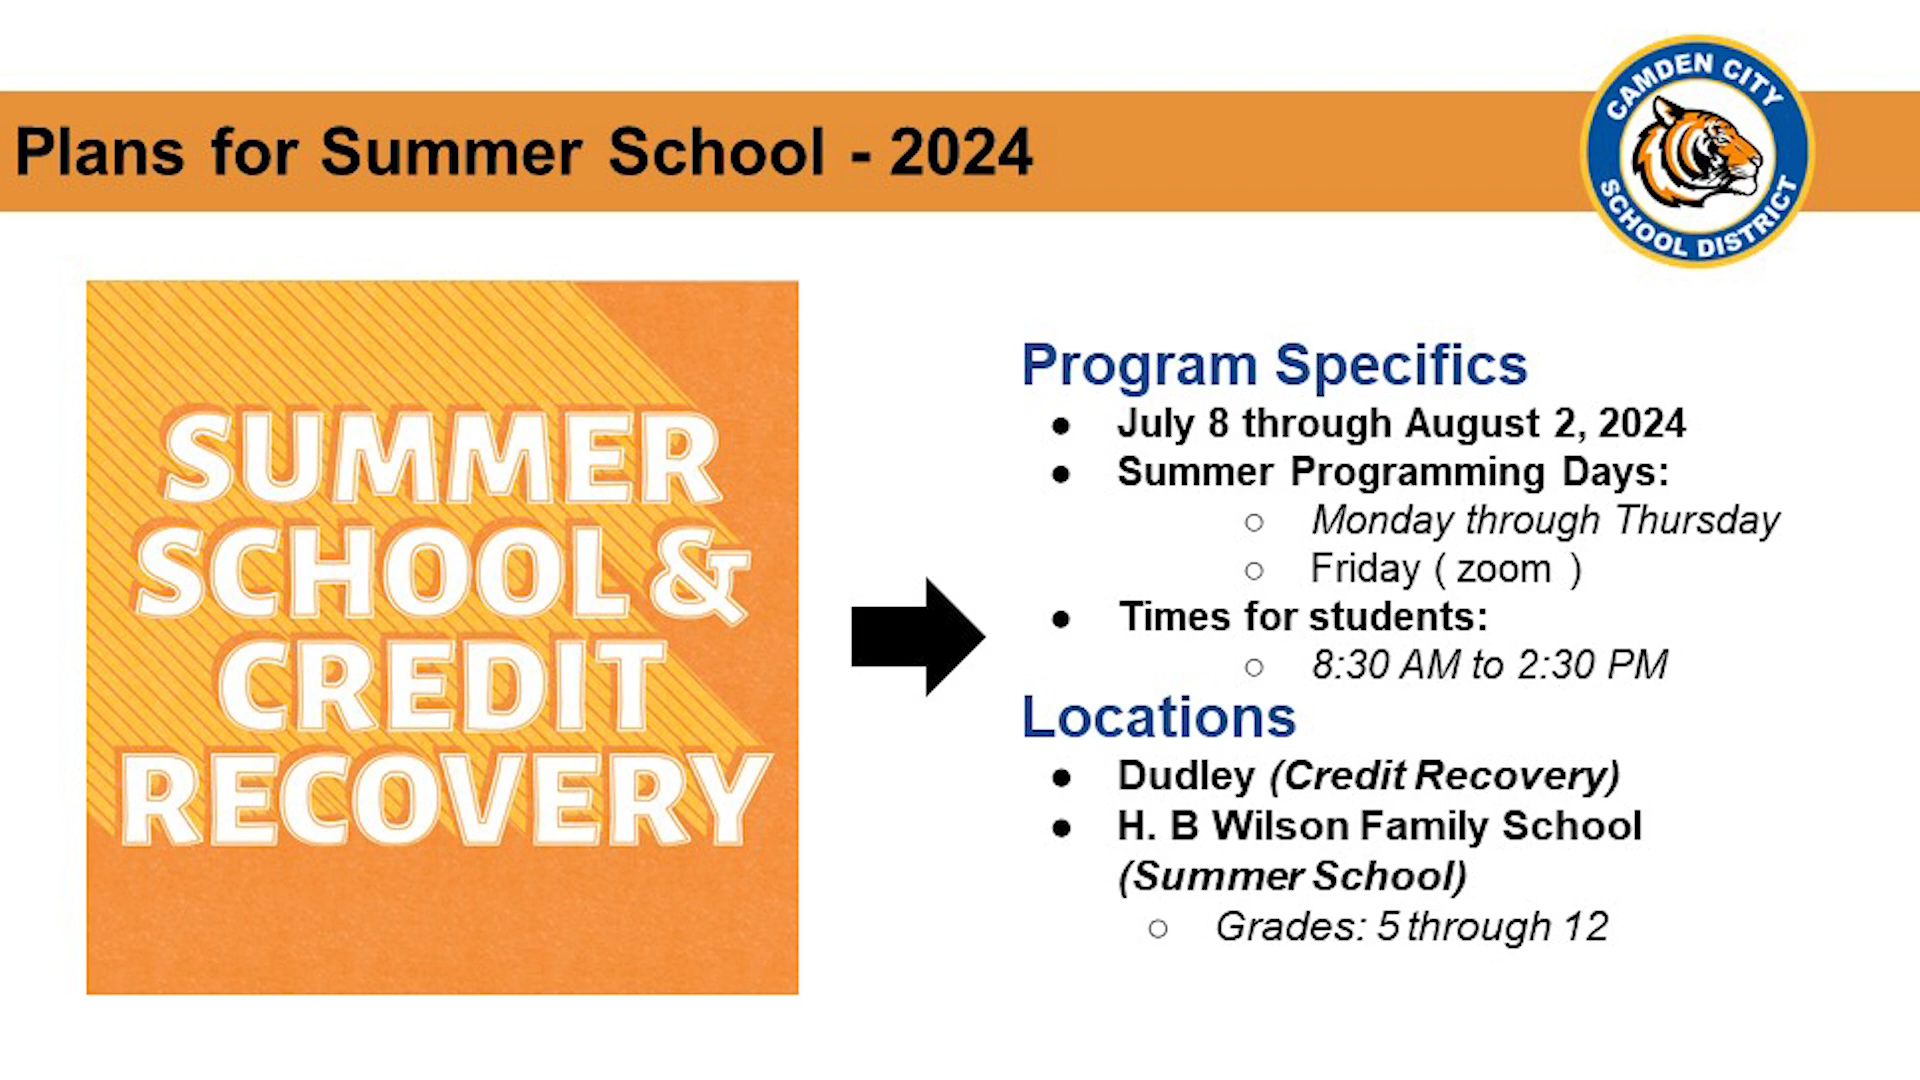 Plans for Summer School - 2024
CAMDEN CITY
SCHOOL DISTRICT
SUMMER
SCHOOL &
CREDIT
RECOVERY
Program Specifics
● July 8 through August 2, 2024
● Summer Programming Days:
○ Monday through Thursday
○ Friday ( zoom )
● Times for students:
○ 8:30 AM to 2:30 PM
Locations
● Dudley (Credit Recovery)
● H. B Wilson Family School
(Summer School)
○ Grades: 5 through 12